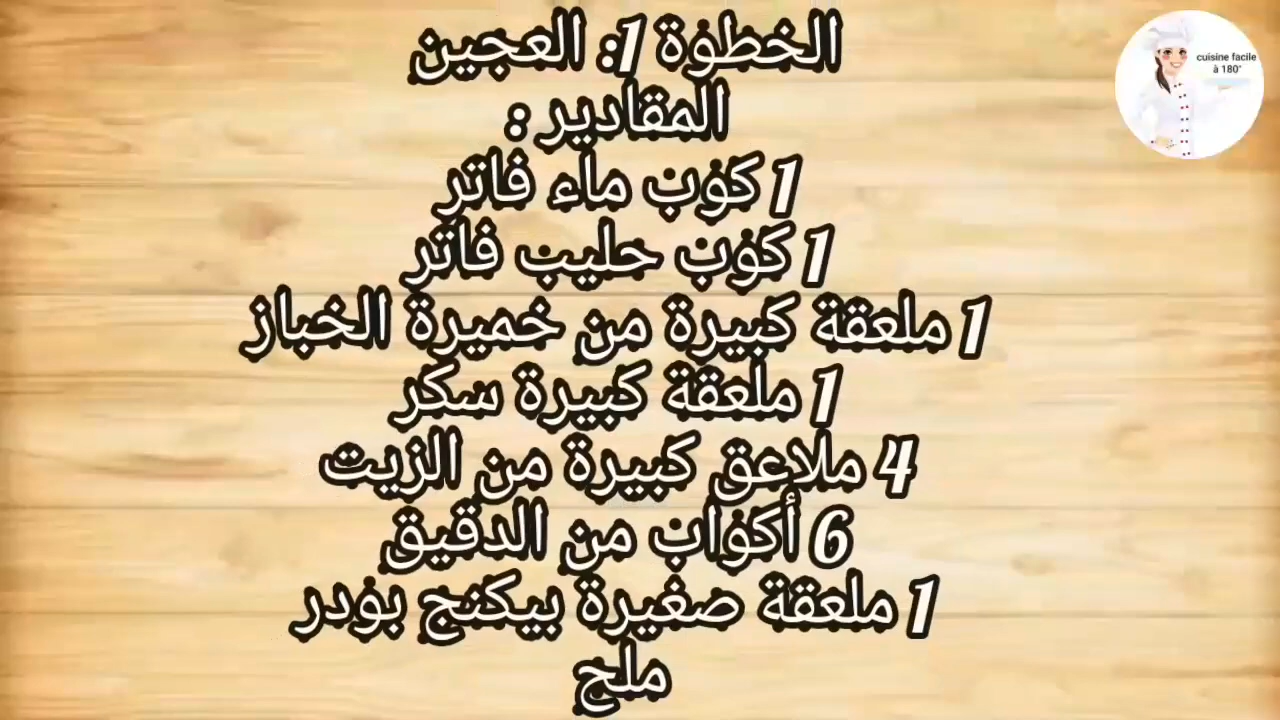 الخطوة 1: العجين
المقادير :
1 كوب ماء فاتر
1 كوب حليب فاتر
1 ملعقة كبيرة من خميرة الخباز
1 ملعقة كبيرة سكر
4 ملاعق كبيرة من الزيت
6 أكواب من الدقيق
1 ملعقة صغيرة بيكنج بودر
ملح
cuisine facile
à 180°